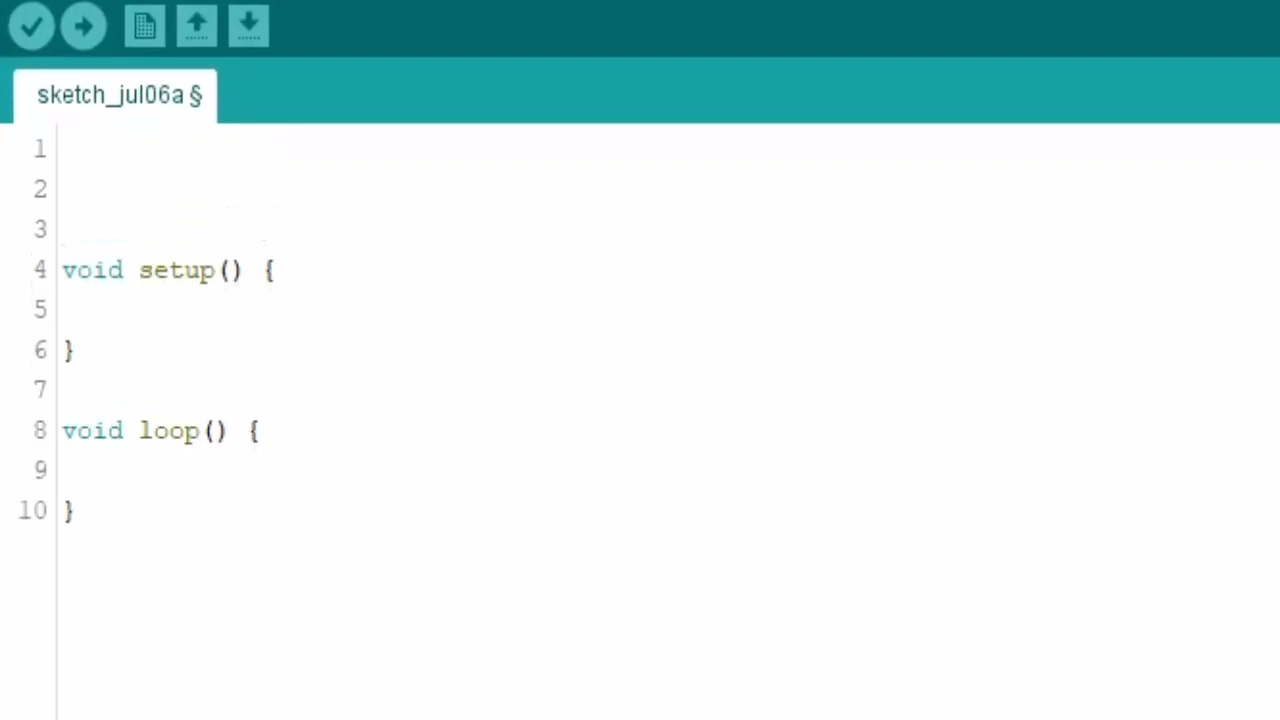 sketch_jul06a §
1
2
3
4 void setup() {
5
6 }
7
8 void loop() {
9
10 }